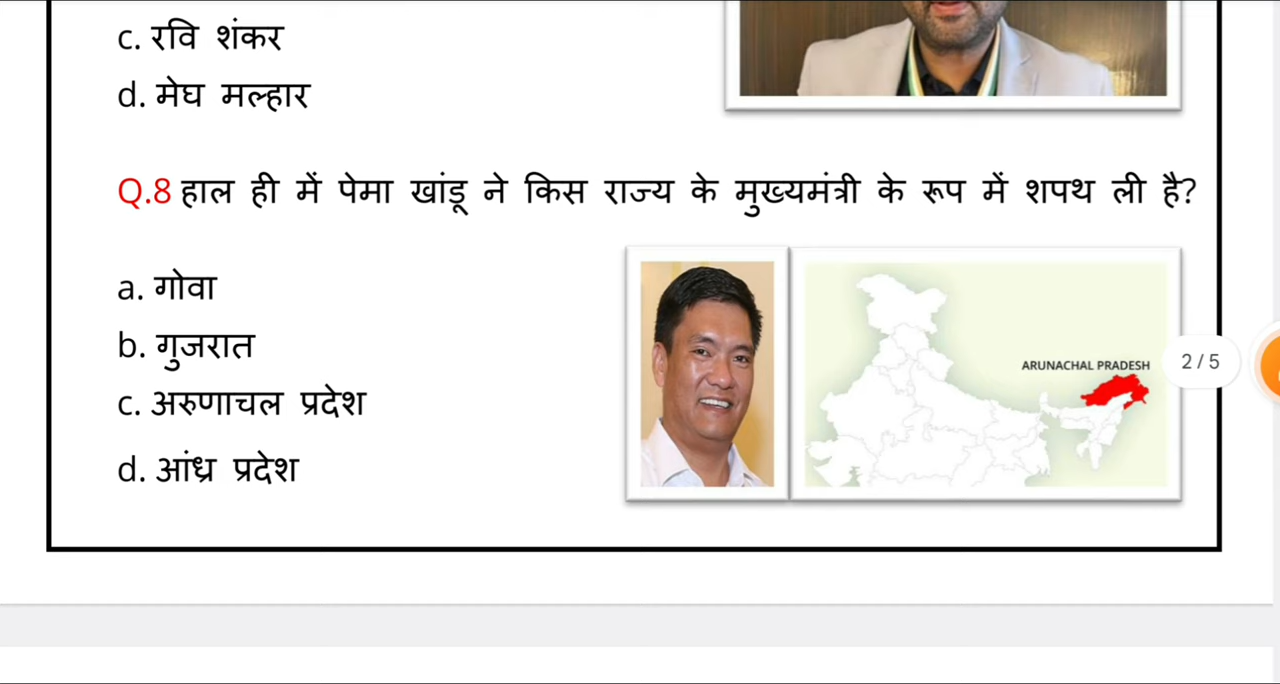 c. रवि शंकर
d. मेघ मल्हार
Q.8 हाल ही में पेमा खांडू ने किस राज्य के मुख्यमंत्री के रूप में शपथ ली है?
a. गोवा
b. गुजरात
c. अरुणाचल प्रदेश
d. आंध्र प्रदेश
ARUNACHAL PRADESH
2 / 5